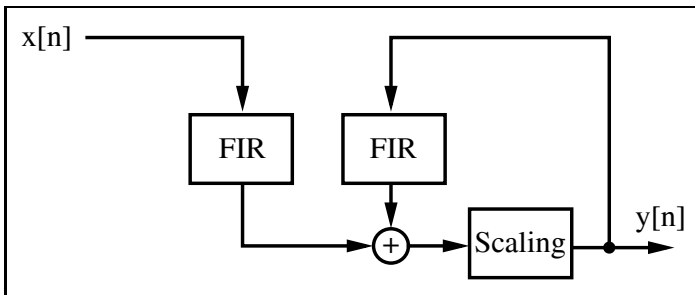 x[n]
FIR
FIR
+
Scaling
y[n]